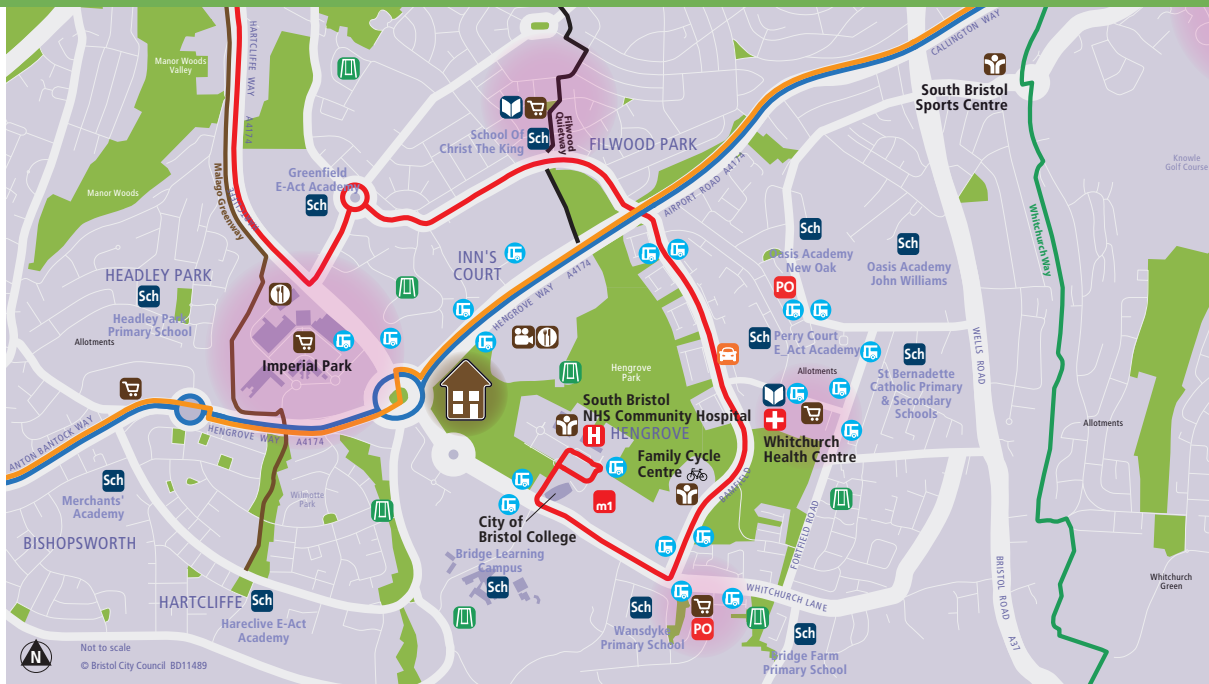 HARTCLIFFE WAY
A4174
Manor Woods
Valley
CALLINGTON WAY
South Bristol
Sports Centre
School Of
Christ The King
Sch
Filwood
Quietway
FILWOOD PARK
AIRPORT ROAD A4174
Knowle
Golf Course
Manor Woods
Malago Greenway
Greenfield
E-Act Academy
Sch
Whitchurch Way
Sch
Oasis Academy
New Oak
Sch
Oasis Academy
John Williams
INN'S
COURT
HEADLEY PARK
Sch
Headley Park
Primary School
Allotments
PO
HENGROVE WAY A4174
Sch
Perry Court
E_Act Academy
WELLS ROAD
Sch
St Bernadette
Catholic Primary
& Secondary
Schools
Allotments
Imperial Park
Hengrove
Park
South Bristol
NHS Community Hospital
H
HENGROVE
Whitchurch
Health Centre
Allotments
ANTON BANTOCK WAY
HENGROVE WAY A4174
Family Cycle
Centre
BAMFIELD
Sch
Merchants'
Academy
Wilmotte
Park
m1
City of
Bristol College
FORTFIELD ROAD
BISHOPSWORTH
Bridge Learning
Campus
Sch
BRISTOL ROAD A37
Whitchurch
Green
HARTCLIFFE
Sch
Hareclive E-Act
Academy
WHITCHURCH LANE
Sch
Wansdyke
Primary School
PO
Sch
Bridge Farm
Primary School
N
Not to scale
© Bristol City Council BD11489